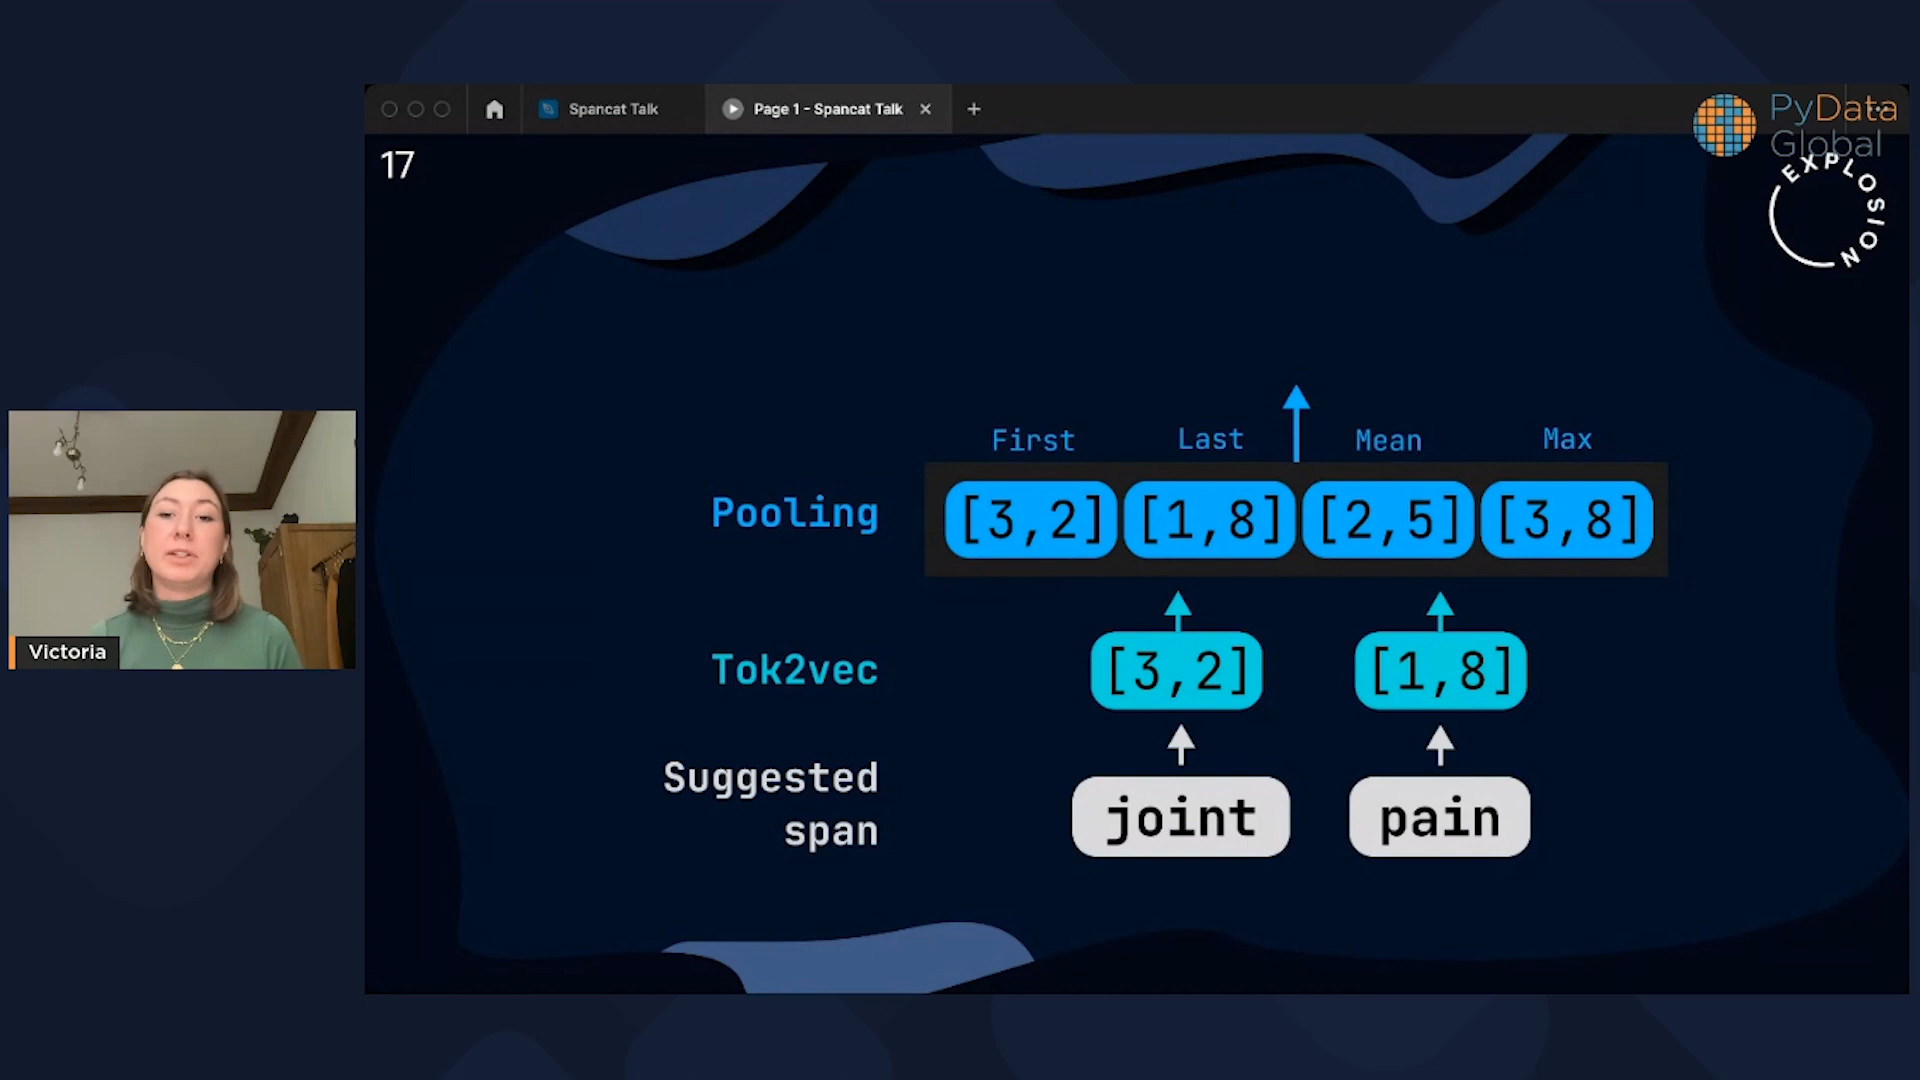 Spancat Talk
Page 1 - Spancat Talk
PyData
Global
17
EXPLOSION
First Last Mean Max
Pooling [3,2] [1,8] [2,5] [3,8]
Tok2vec [3,2] [1,8]
Suggested
span
joint pain
Victoria